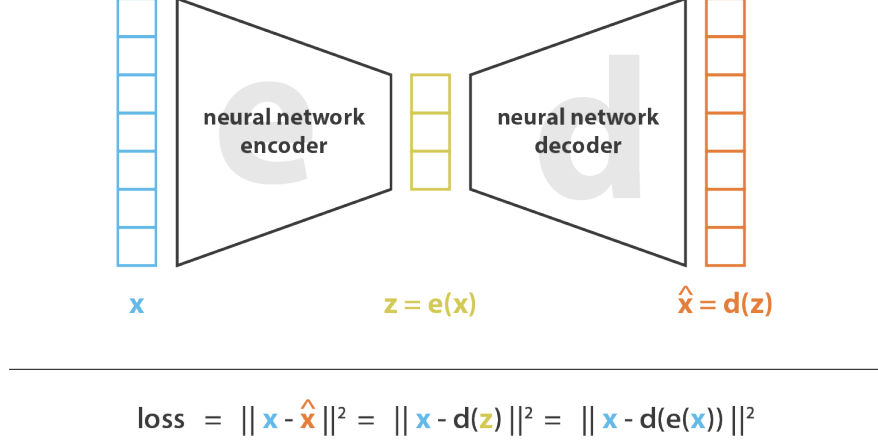 e
d
neural network
encoder
neural network
decoder
x
z = e(x)
x̂ = d(z)
loss = || x - x̂ ||² = || x - d(z) ||² = || x - d(e(x)) ||²